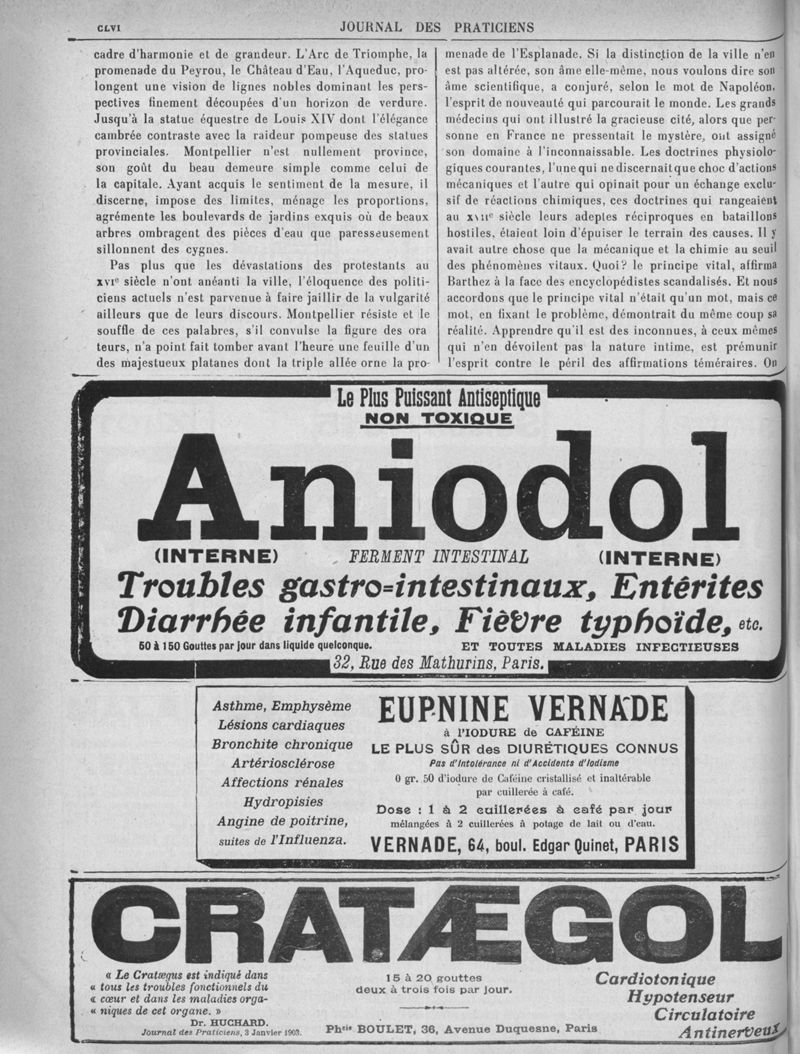 CLVI
JOURNAL DES PRATICIENS
cadre d'harmonie et de grandeur. L'Arc de Triomphe, la
promenade du Peyrou, le Château d'Eau, l'Aqueduc, pro-
longent une vision de lignes nobles dominant les pers-
pectives finement découpées d'un horizon de verdure.
Jusqu'à la statue équestre de Louis XIV dont l'élégance
cambrée contraste avec la raideur pompeuse des statues
provinciales. Montpellier n'est nullement province,
son goût du beau demeure simple comme celui de
la capitale. Ayant acquis le sentiment de la mesure, il
discerne, impose des limites, ménage les proportions,
agrémente les boulevards de jardins exquis où de beaux
arbres ombragent des pièces d'eau que paresseusement
sillonnent des cygnes.
Pas plus que les dévastations des protestants au
XVIe siècle n'ont anéanti la ville, l'éloquence des politi-
ciens actuels n'est parvenue à faire jaillir de la vulgarité
ailleurs que de leurs discours. Montpellier résiste et le
souffle de ces palabres, s'il convulse la figure des ora
teurs, n'a point fait tomber avant l'heure une feuille d'un
des majestueux platanes dont la triple allée orne la pro-
menade de l'Esplanade. Si la distinction de la ville n'en
est pas altérée, son âme elle-même, nous voulons dire son
âme scientifique, a conjuré, selon le mot de Napoléon,
l'esprit de nouveauté qui parcourait le monde. Les grands
médecins qui ont illustré la gracieuse cité, alors que per-
sonne en France ne pressentait le mystère, ont assigné
son domaine à l'inconnaissable. Les doctrines physiolo-
giques courantes, l'une qui ne discernait que choc d'actions
mécaniques et l'autre qui opinait pour un échange exclu-
sif de réactions chimiques, ces doctrines qui rangeaient
au XVIIe siècle leurs adeptes réciproques en bataillons
hostiles, étaient loin d'épuiser le terrain des causes. Il y
avait autre chose que la mécanique et la chimie au seuil
des phénomènes vitaux. Quoi? le principe vital, affirma
Barthez à la face des encyclopédistes scandalisés. Et nous
accordons que le principe vital n'était qu'un mot, mais ce
mot, en fixant le problème, démontrait du même coup sa
réalité. Apprendre qu'il est des inconnues, à ceux mêmes
qui n'en dévoilent pas la nature intime, est prémunir
l'esprit contre le péril des affirmations téméraires. On
Le Plus Puissant Antiseptique
NON TOXIQUE
Aniodol
(INTERNE) FERMENT INTESTINAL (INTERNE)
Troubles gastro=intestinaux, Entérites
Diarrhée infantile, Fièvre typhoïde, etc.
50 à 150 Gouttes par jour dans liquide quelconque. ET TOUTES MALADIES INFECTIEUSES
32, Rue des Mathurins, Paris.
Asthme, Emphysème
Lésions cardiaques
Bronchite chronique
Artériosclérose
Affections rénales
Hydropisies
Angine de poitrine,
suites de l'Influenza.
EUPNINE VERNADE
à l'IODURE de CAFÉINE
LE PLUS SÛR des DIURÉTIQUES CONNUS
Pas d'Intolérance ni d'Accidents d'Iodisme
0 gr. 50 d'iodure de Caféine cristallisé et inaltérable
par cuillerée à café.
Dose : 1 à 2 cuillerées à café par jour
mélangées à 2 cuillerées à potage de lait ou d'eau.
VERNADE, 64, boul. Edgar Quinet, PARIS
CRATÆGOL
« Le Cratægus est indiqué dans
« tous les troubles fonctionnels du
« cœur et dans les maladies orga-
« niques de cet organe. »
Dr. HUCHARD.
Journal des Praticiens, 3 Janvier 1903.
15 à 20 gouttes
deux à trois fois par jour.
Phcie BOULET, 36, Avenue Duquesne, Paris
Cardiotonique
Hypotenseur
Circulatoire
Antinerveux